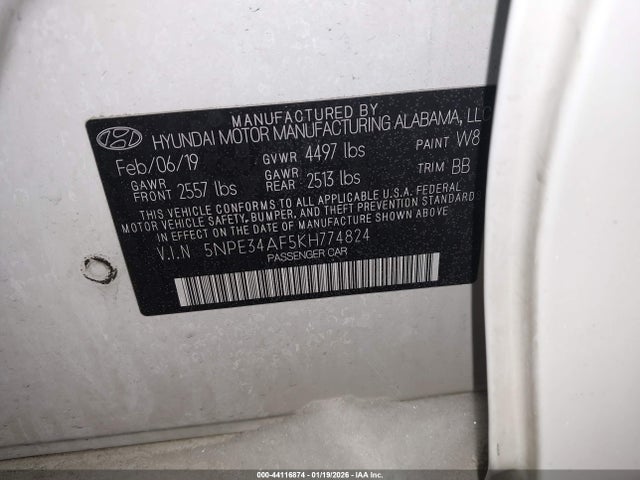 MANUFACTURED BY
HYUNDAI MOTOR MANUFACTURING ALABAMA, LLC
Feb/06/19 GVWR 4497 lbs PAINT W8
GAWR FRONT 2557 lbs GAWR REAR 2513 lbs TRIM BB
THIS VEHICLE CONFORMS TO ALL APPLICABLE U.S.A. FEDERAL
MOTOR VEHICLE SAFETY, BUMPER, AND THEFT PREVENTION STANDARDS
IN EFFECT ON THE DATE OF MANUFACTURE SHOWN ABOVE
V.I.N 5NPE34AF5KH774824
PASSENGER CAR
000-44116874 | 01/19/2026 - IAA Inc.